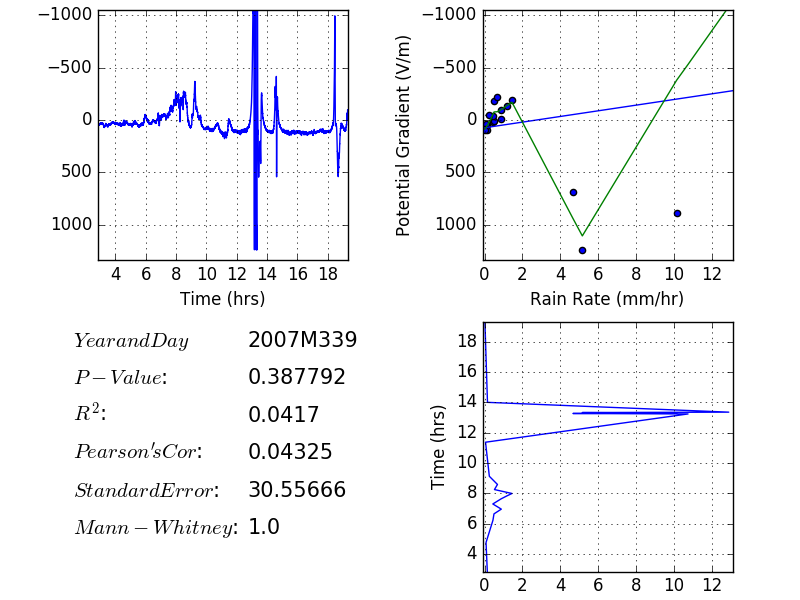 −1000
−500
0
500
1000
4 6 8 10 12 14 16 18
Time (hrs)
Potential Gradient (V/m)
−1000
−500
0
500
1000
0 2 4 6 8 10 12
Rain Rate (mm/hr)
YearandDay 2007M339
P−Value: 0.387792
R²: 0.0417
Pearson'sCor: 0.04325
StandardError: 30.55666
Mann−Whitney: 1.0
Time (hrs)
18
16
14
12
10
8
6
4
0 2 4 6 8 10 12